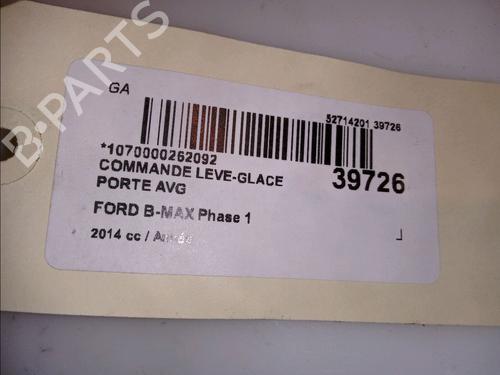 B-PARTS
GA
52714201 39726
*1070000262092
COMMANDE LEVE-GLACE
PORTE AVG
39726
FORD B-MAX Phase 1
2014 cc /